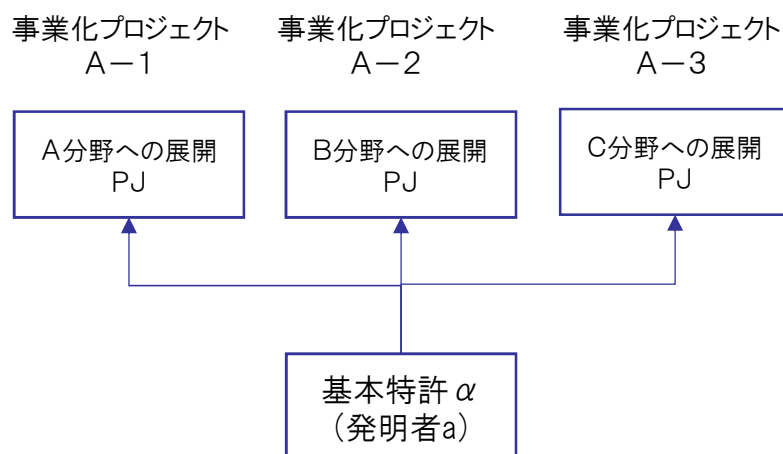 事業化プロジェクト
A－1
事業化プロジェクト
A－2
事業化プロジェクト
A－3
A分野への展開
PJ
B分野への展開
PJ
C分野への展開
PJ
基本特許α
（発明者a）